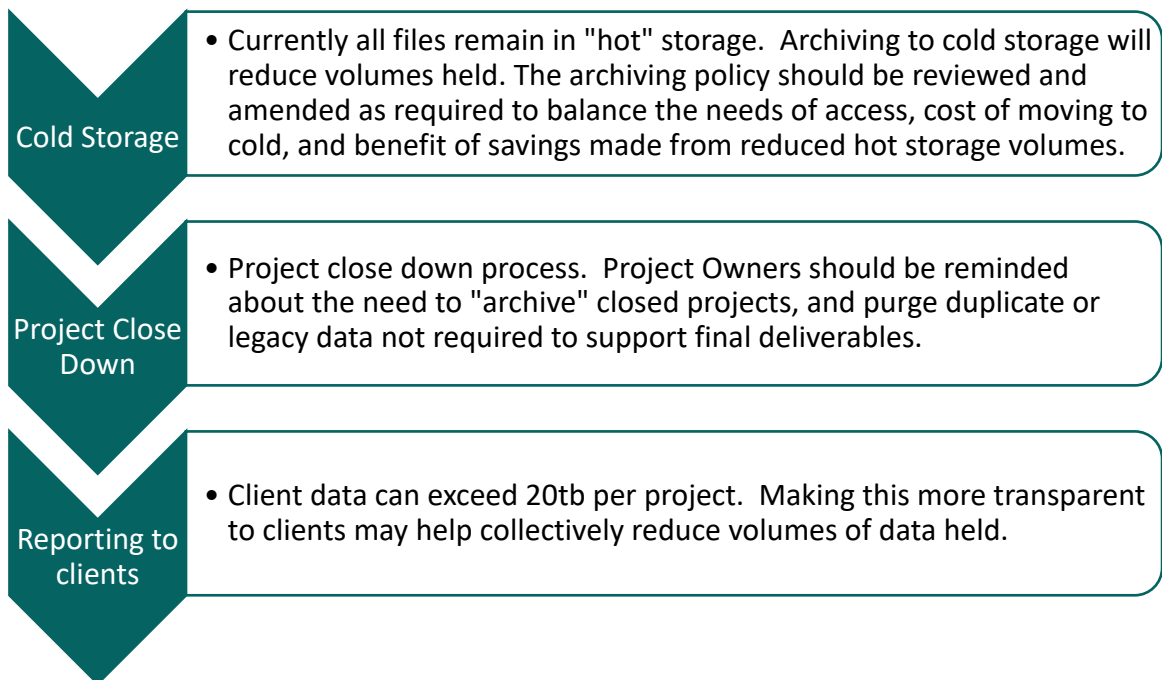 Cold Storage
• Currently all files remain in "hot" storage.  Archiving to cold storage will
reduce volumes held. The archiving policy should be reviewed and
amended as required to balance the needs of access, cost of moving to
cold, and benefit of savings made from reduced hot storage volumes.
Project Close
Down
• Project close down process.  Project Owners should be reminded
about the need to "archive" closed projects, and purge duplicate or
legacy data not required to support final deliverables.
Reporting to
clients
• Client data can exceed 20tb per project.  Making this more transparent
to clients may help collectively reduce volumes of data held.